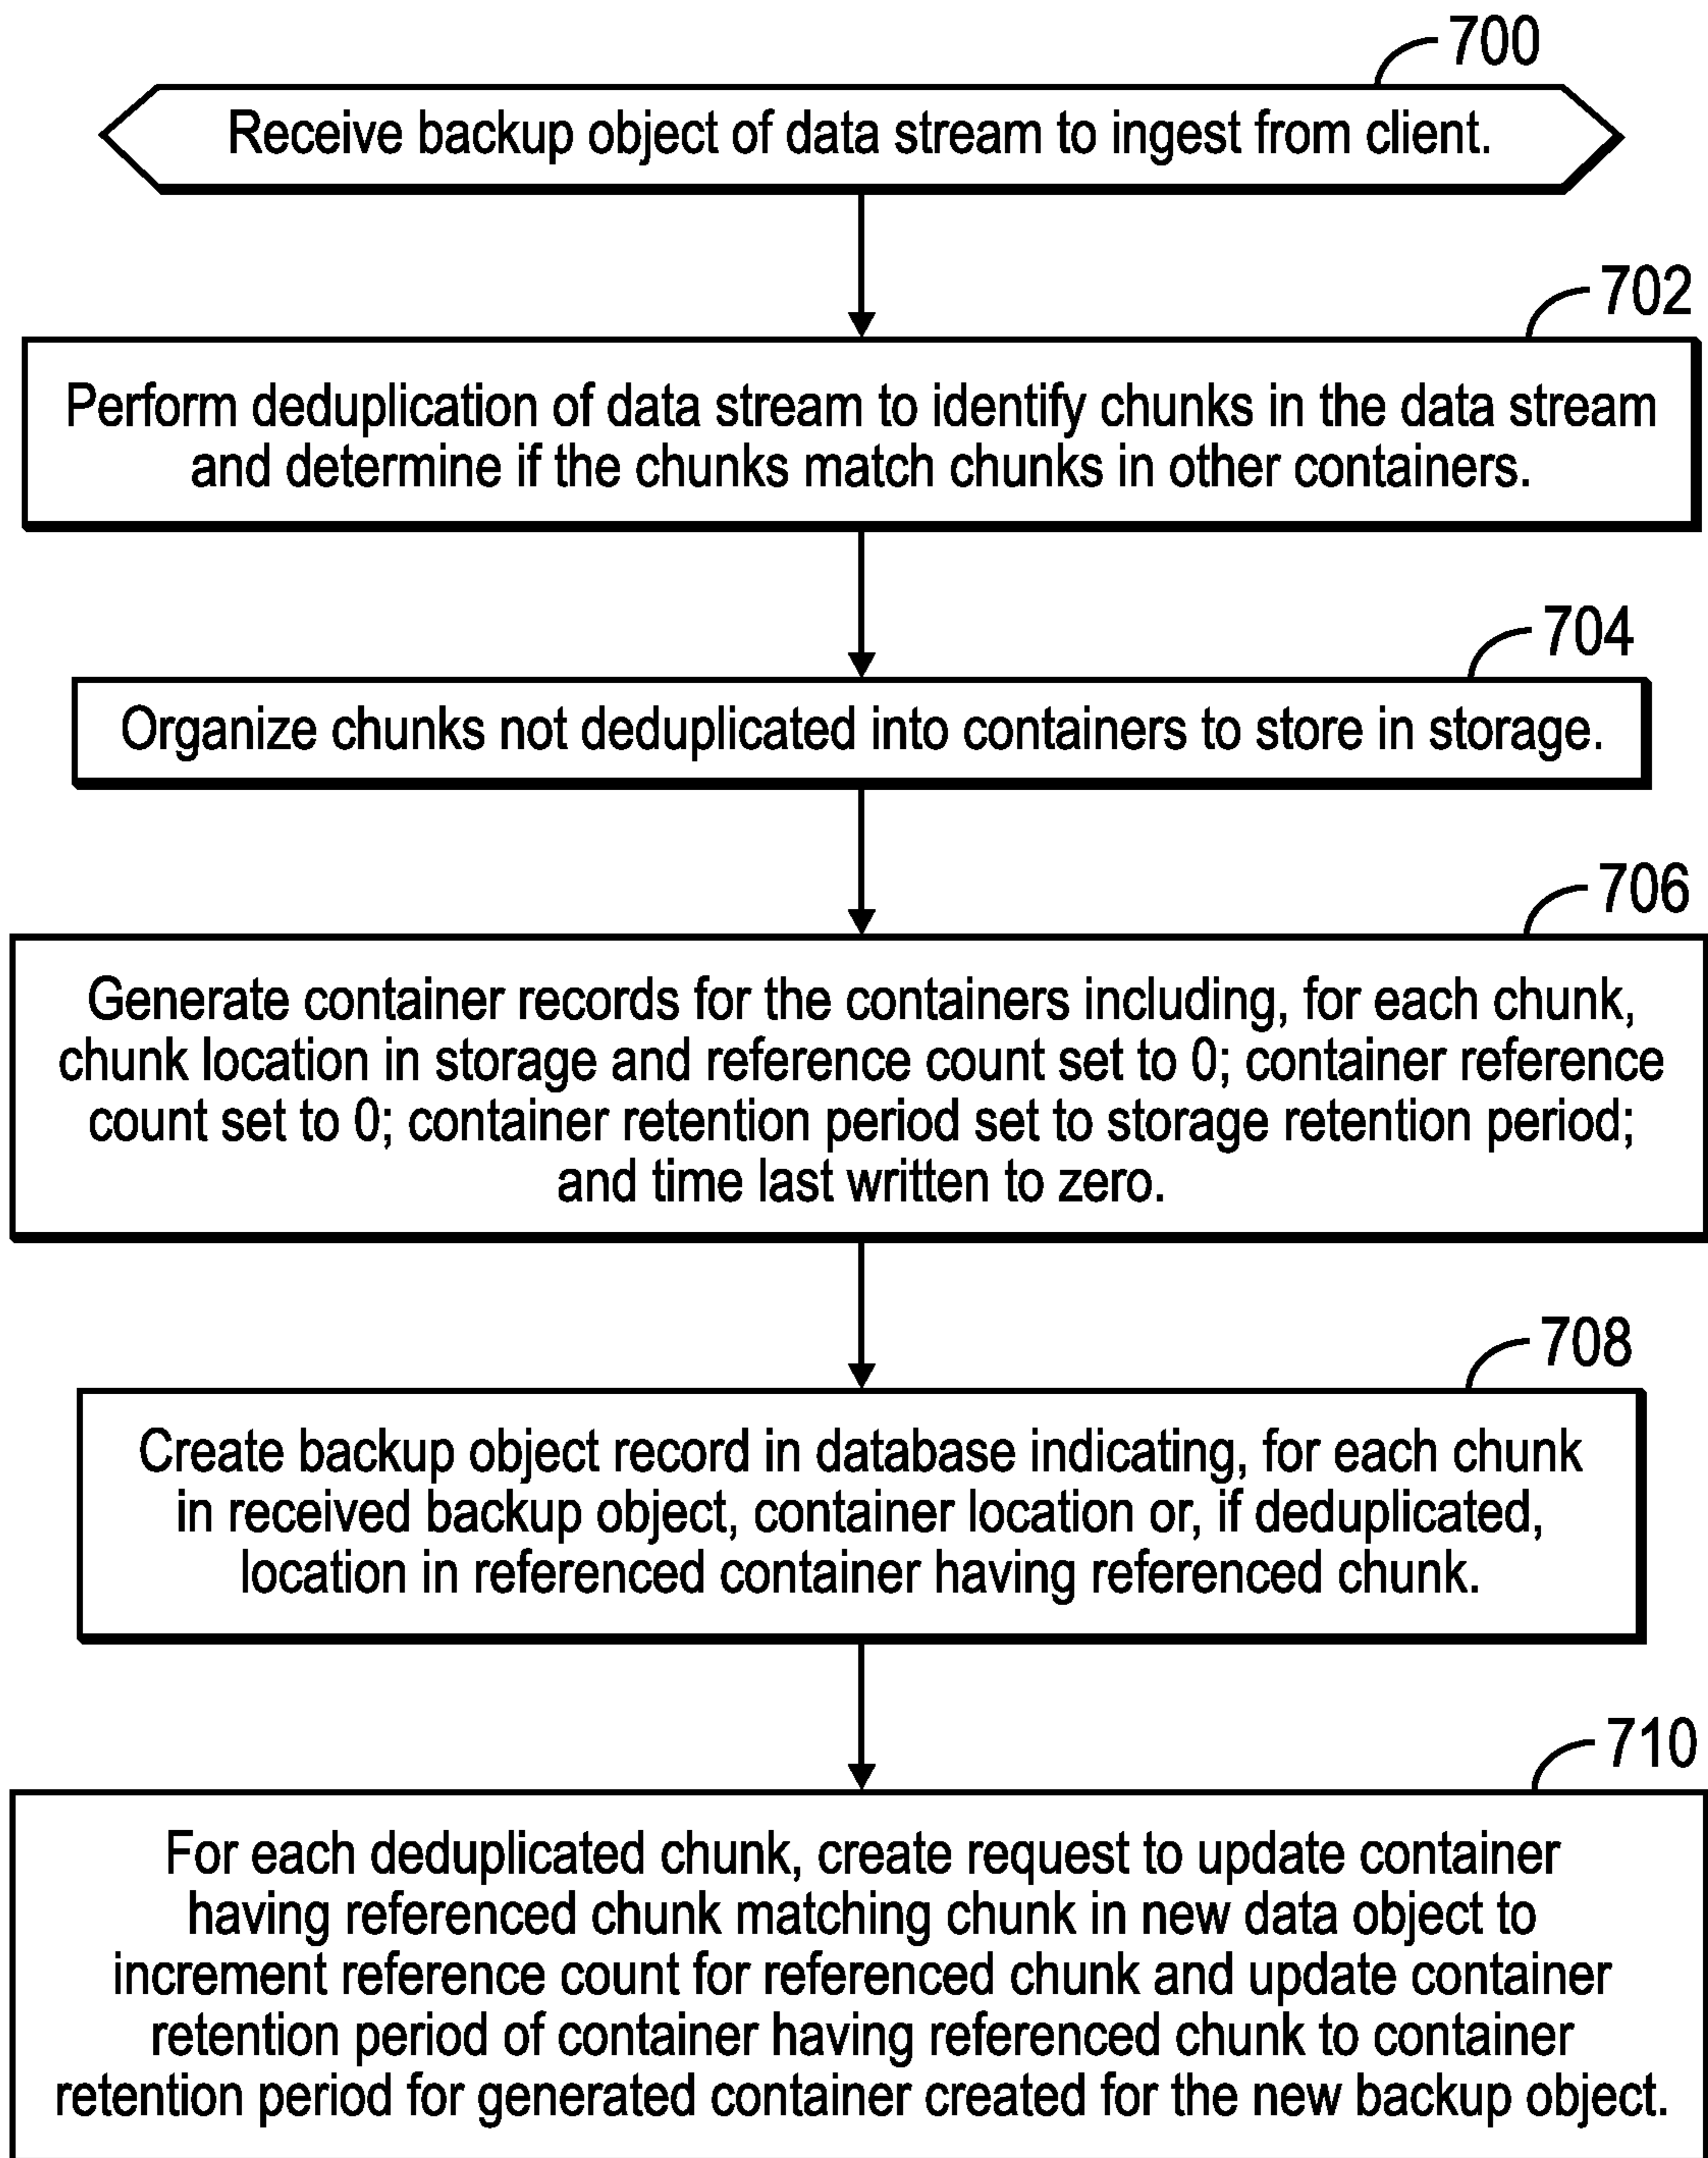 700
Receive backup object of data stream to ingest from client.
702
Perform deduplication of data stream to identify chunks in the data stream
and determine if the chunks match chunks in other containers.
704
Organize chunks not deduplicated into containers to store in storage.
706
Generate container records for the containers including, for each chunk,
chunk location in storage and reference count set to 0; container reference
count set to 0; container retention period set to storage retention period;
and time last written to zero.
708
Create backup object record in database indicating, for each chunk
in received backup object, container location or, if deduplicated,
location in referenced container having referenced chunk.
710
For each deduplicated chunk, create request to update container
having referenced chunk matching chunk in new data object to
increment reference count for referenced chunk and update container
retention period of container having referenced chunk to container
retention period for generated container created for the new backup object.